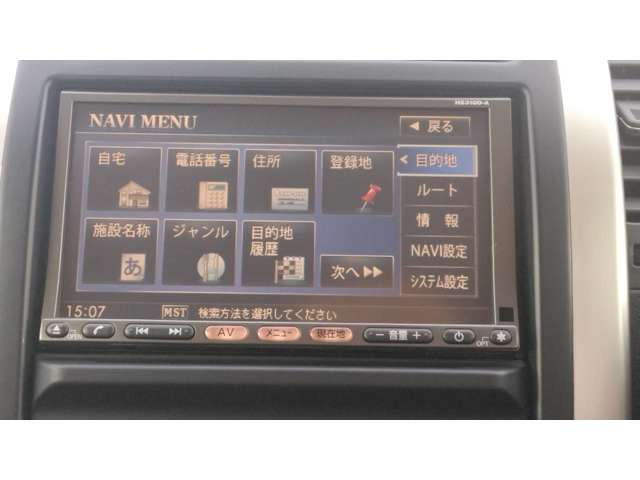 HS310D-A
NAVI MENU
◀ 戻る
自宅
電話番号
住所
登録地
目的地
ルート
施設名称
ジャンル
目的地
履歴
次へ▶▶
情 報
NAVI設定
システム設定
15:07
MST
検索方法を選択してください
OPEN
AV
メニュー
現在地
− 音量 +
OPT
あ